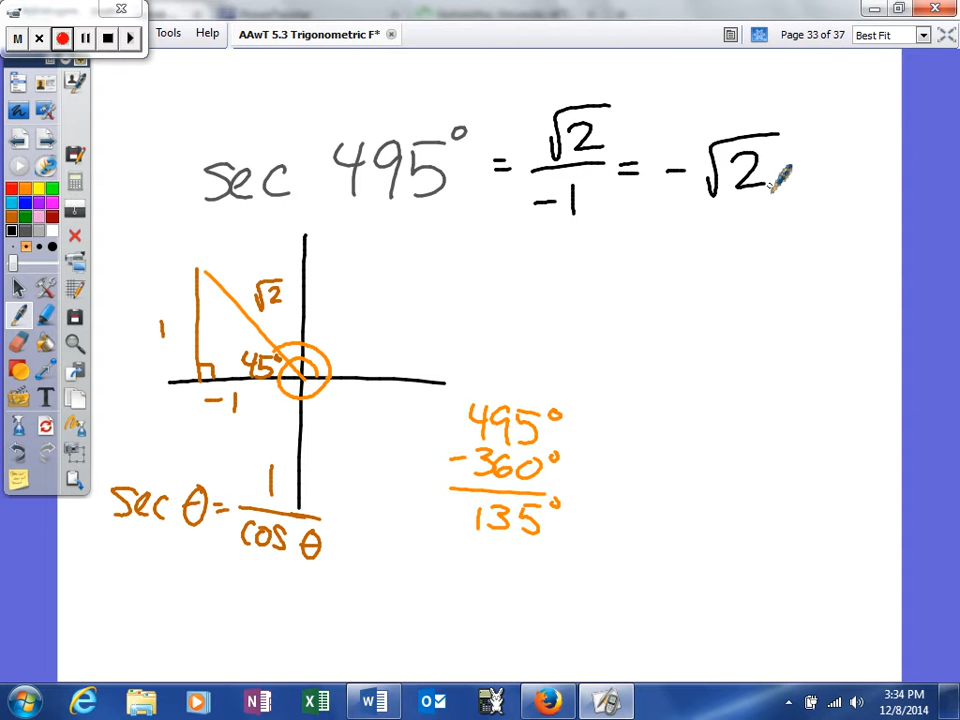 Tools Help AAwT 5.3 Trigonometric F* Page 33 of 37 Best Fit
sec 495° = √2/-1 = -√2
√2
1
45°
-1
495°
-360°
135°
sec θ = 1/cos θ
3:34 PM
12/8/2014